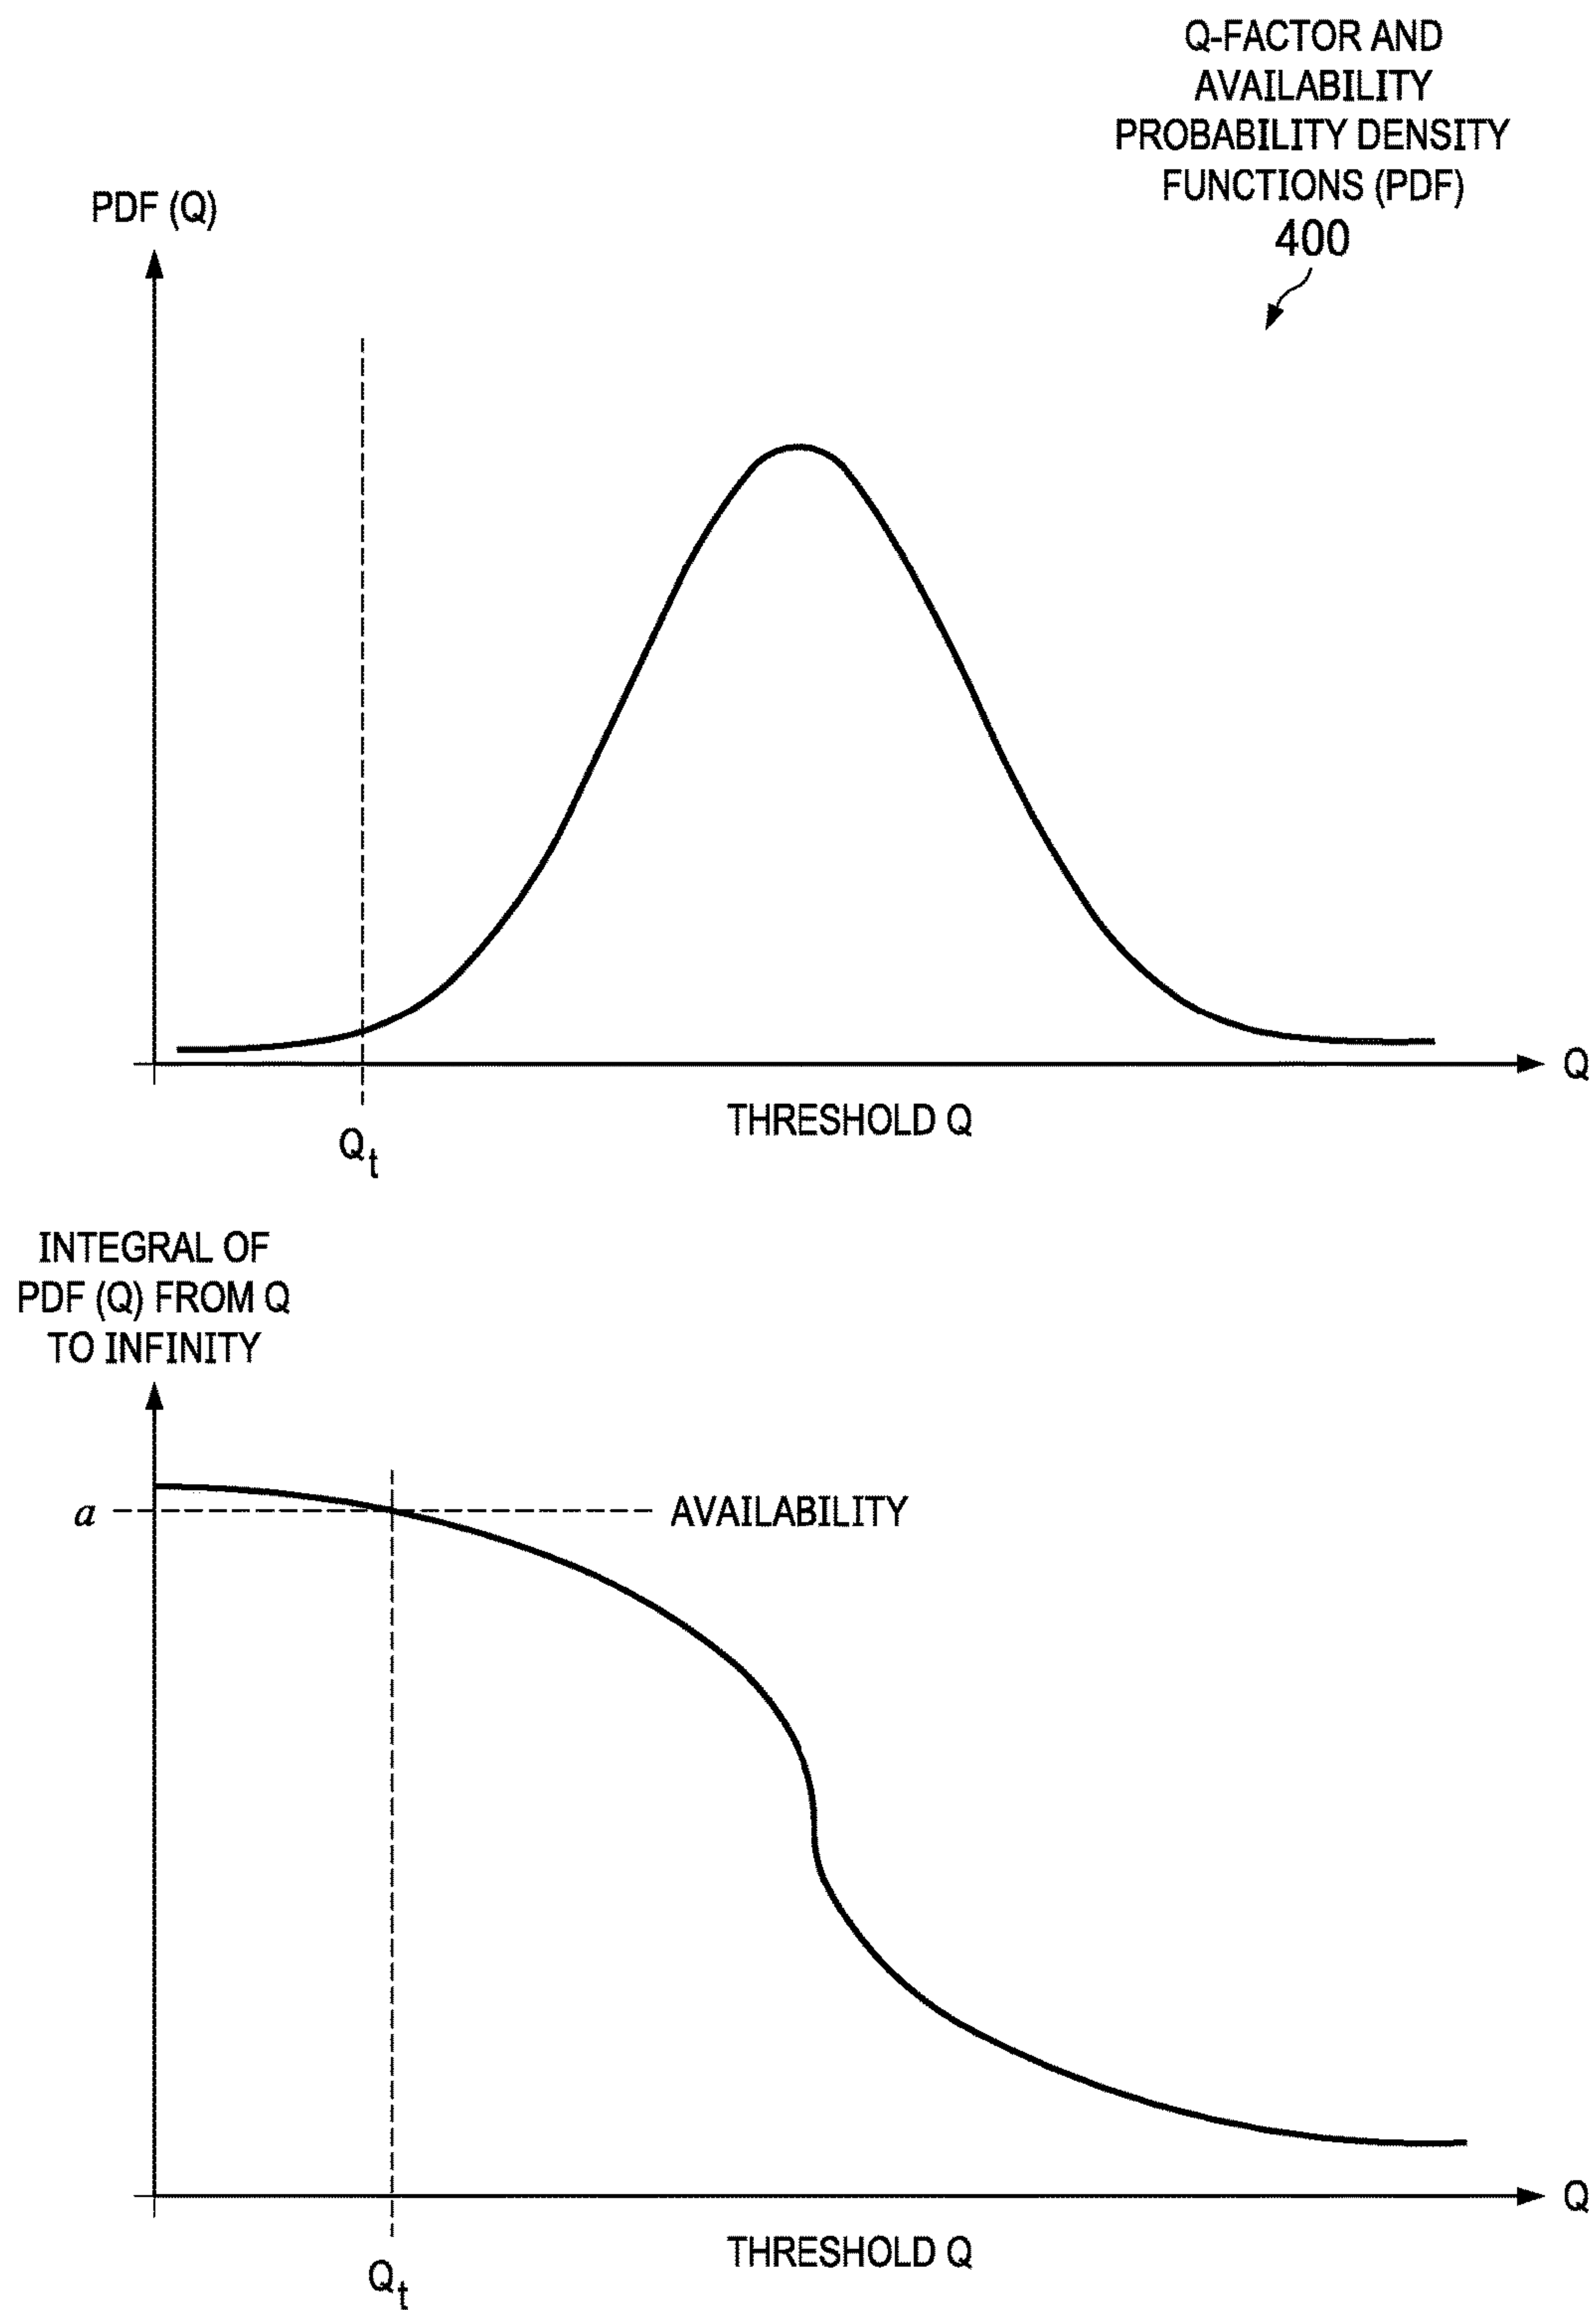 Q-FACTOR AND
AVAILABILITY
PROBABILITY DENSITY
FUNCTIONS (PDF)
400
PDF (Q)
Q
THRESHOLD Q
Qt
INTEGRAL OF
PDF (Q) FROM Q
TO INFINITY
a
AVAILABILITY
Q
THRESHOLD Q
Qt